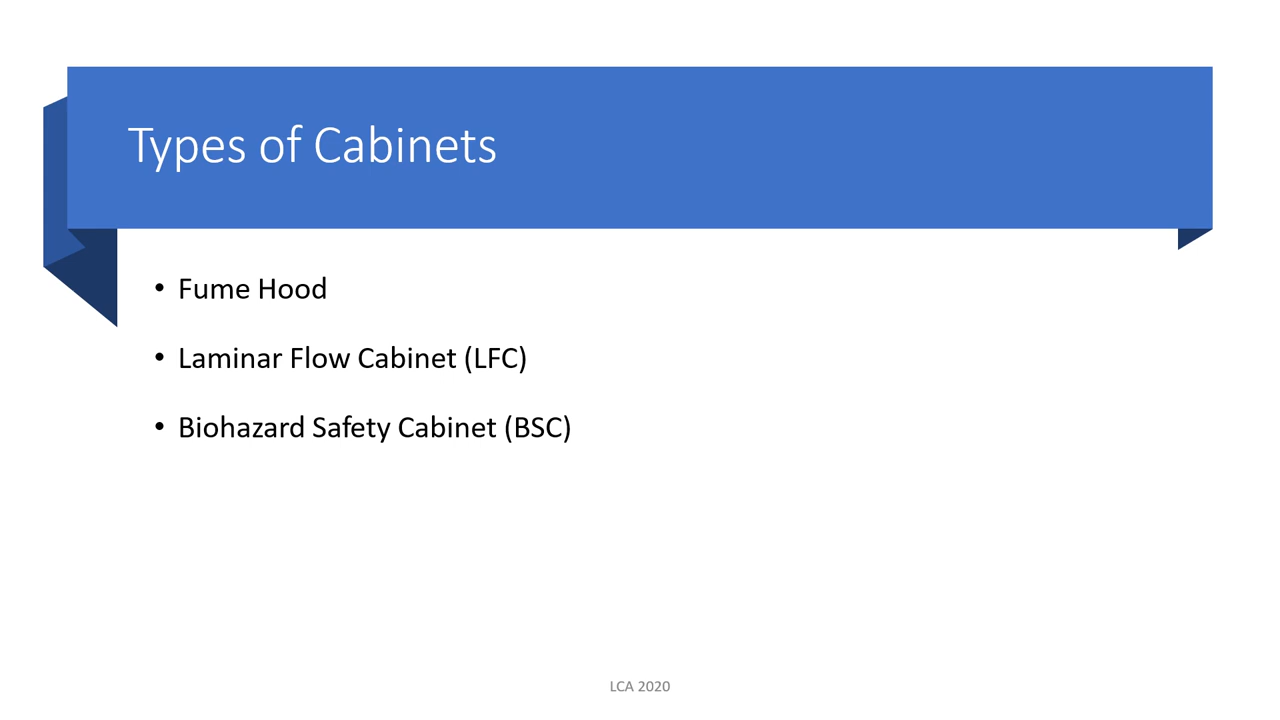 Types of Cabinets
• Fume Hood
• Laminar Flow Cabinet (LFC)
• Biohazard Safety Cabinet (BSC)
LCA 2020